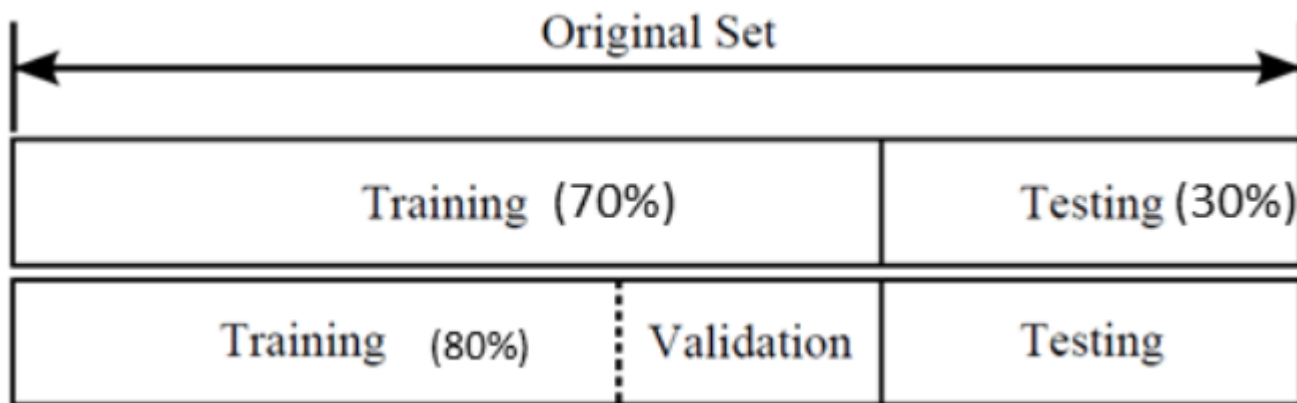 Original Set
Training (70%) Testing (30%)
Training (80%) Validation Testing